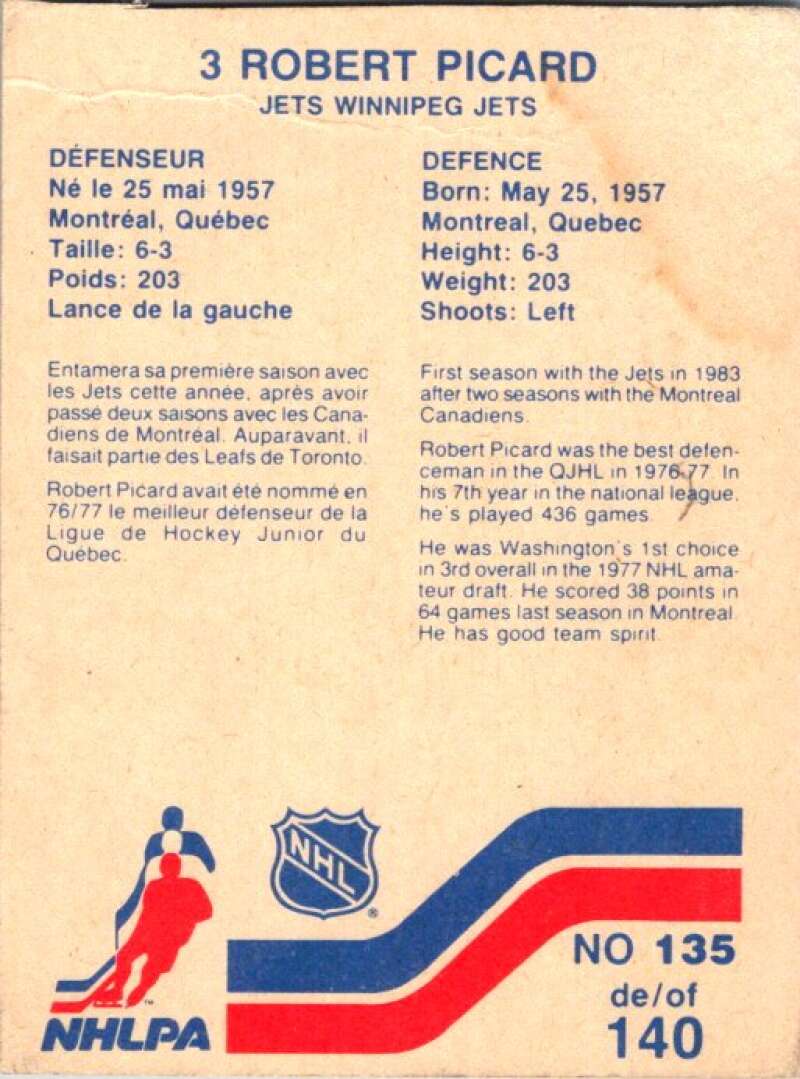 3 ROBERT PICARD
JETS WINNIPEG JETS
DÉFENSEUR
Né le 25 mai 1957
Montréal, Québec
Taille: 6-3
Poids: 203
Lance de la gauche
Entamera sa première saison avec
les Jets cette année, après avoir
passé deux saisons avec les Cana-
diens de Montréal. Auparavant, il
faisait partie des Leafs de Toronto.
Robert Picard avait été nommé en
76/77 le meilleur défenseur de la
Ligue de Hockey Junior du
Québec.
DEFENCE
Born: May 25, 1957
Montreal, Quebec
Height: 6-3
Weight: 203
Shoots: Left
First season with the Jets in 1983
after two seasons with the Montreal
Canadiens.
Robert Picard was the best defen-
ceman in the QJHL in 1976-77. In
his 7th year in the national league,
he's played 436 games.
He was Washington's 1st choice
in 3rd overall in the 1977 NHL ama-
teur draft. He scored 38 points in
64 games last season in Montreal.
He has good team spirit.
NHL
®
TM
NHLPA
NO 135
de/of
140